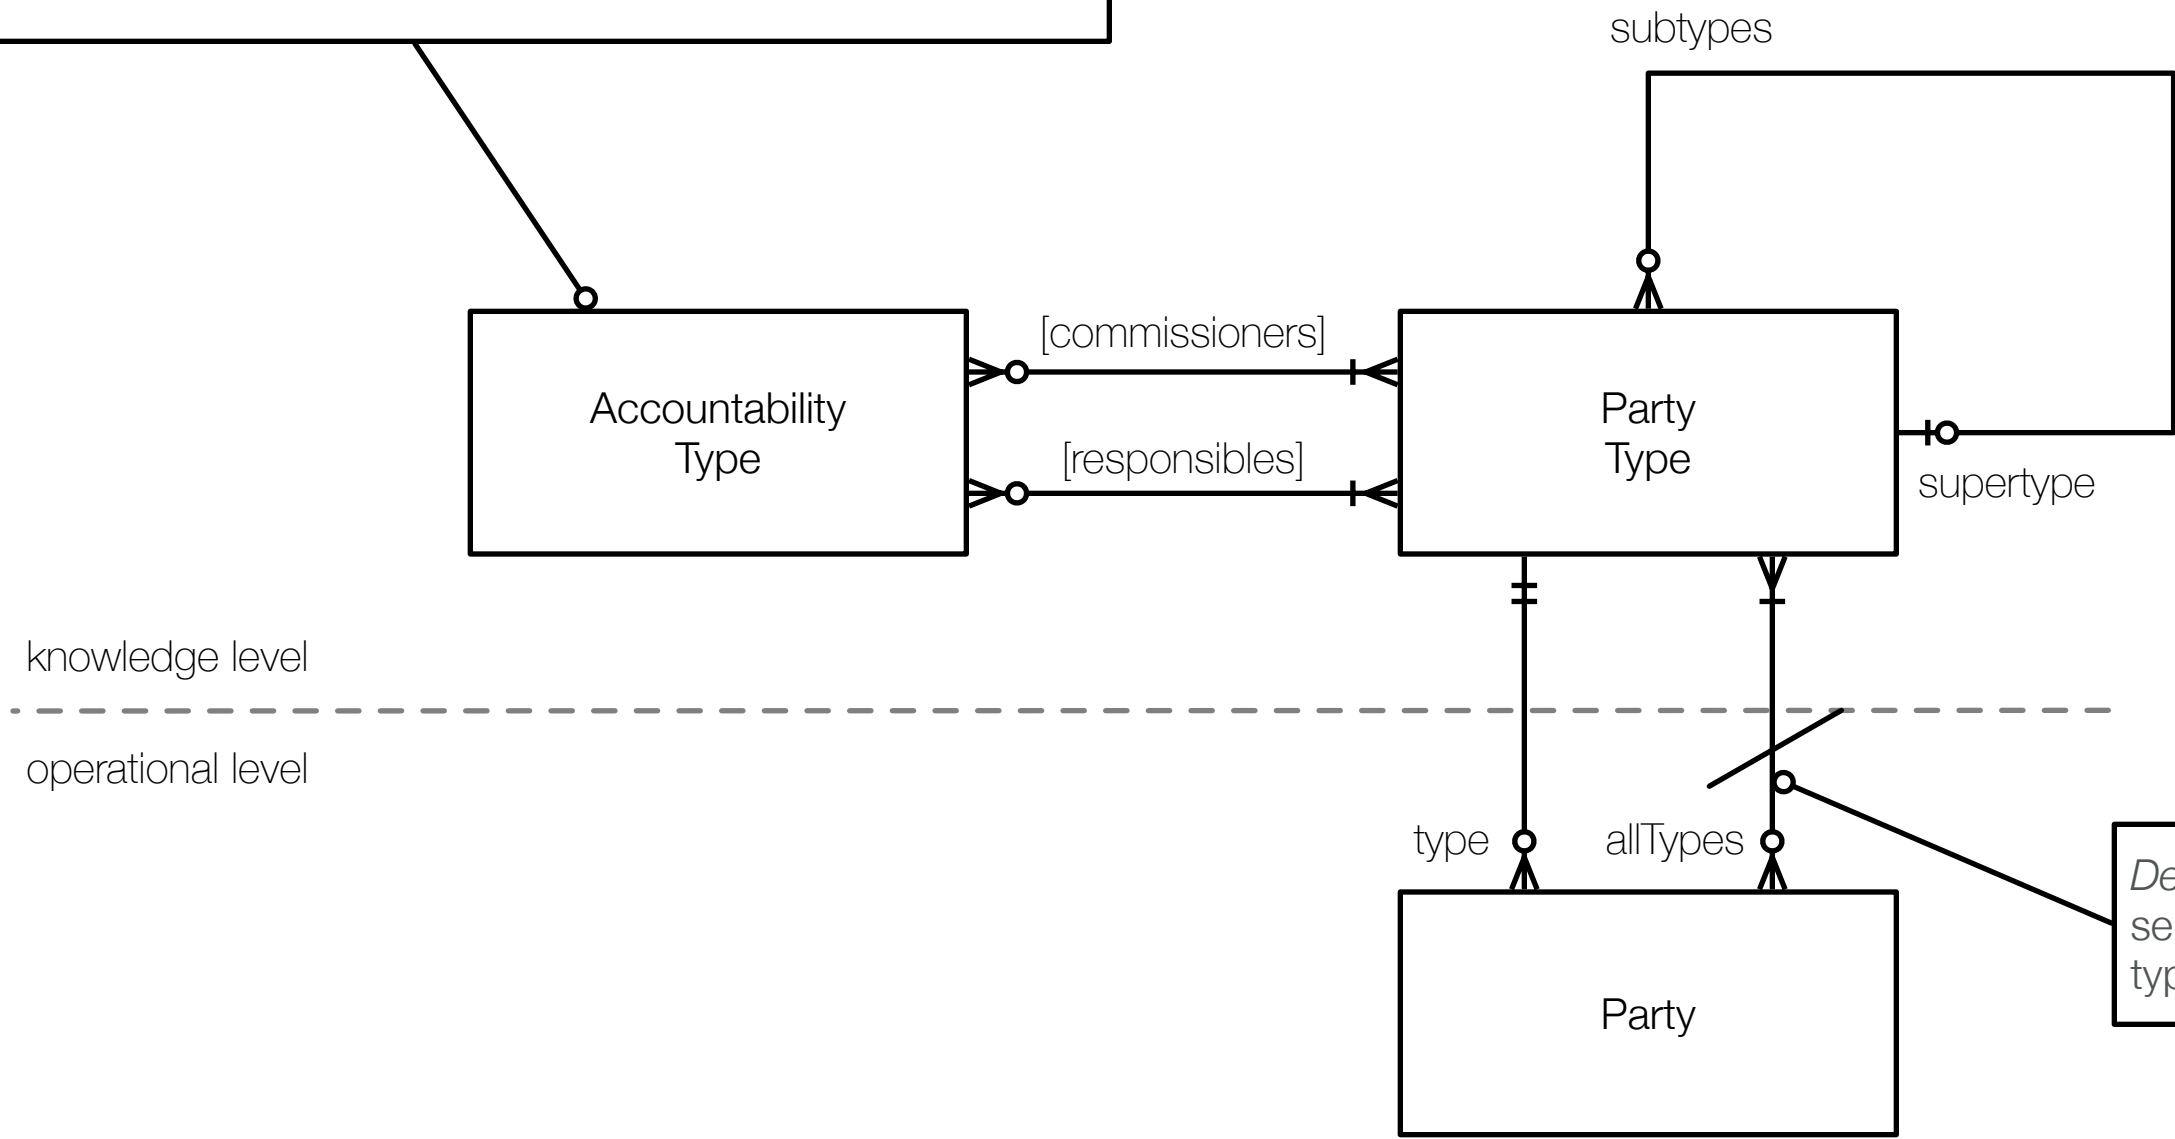 subtypes
[commissioners]
Accountability
Type
Party
Type
[responsibles]
supertype
knowledge level
operational level
type
allTypes
Party